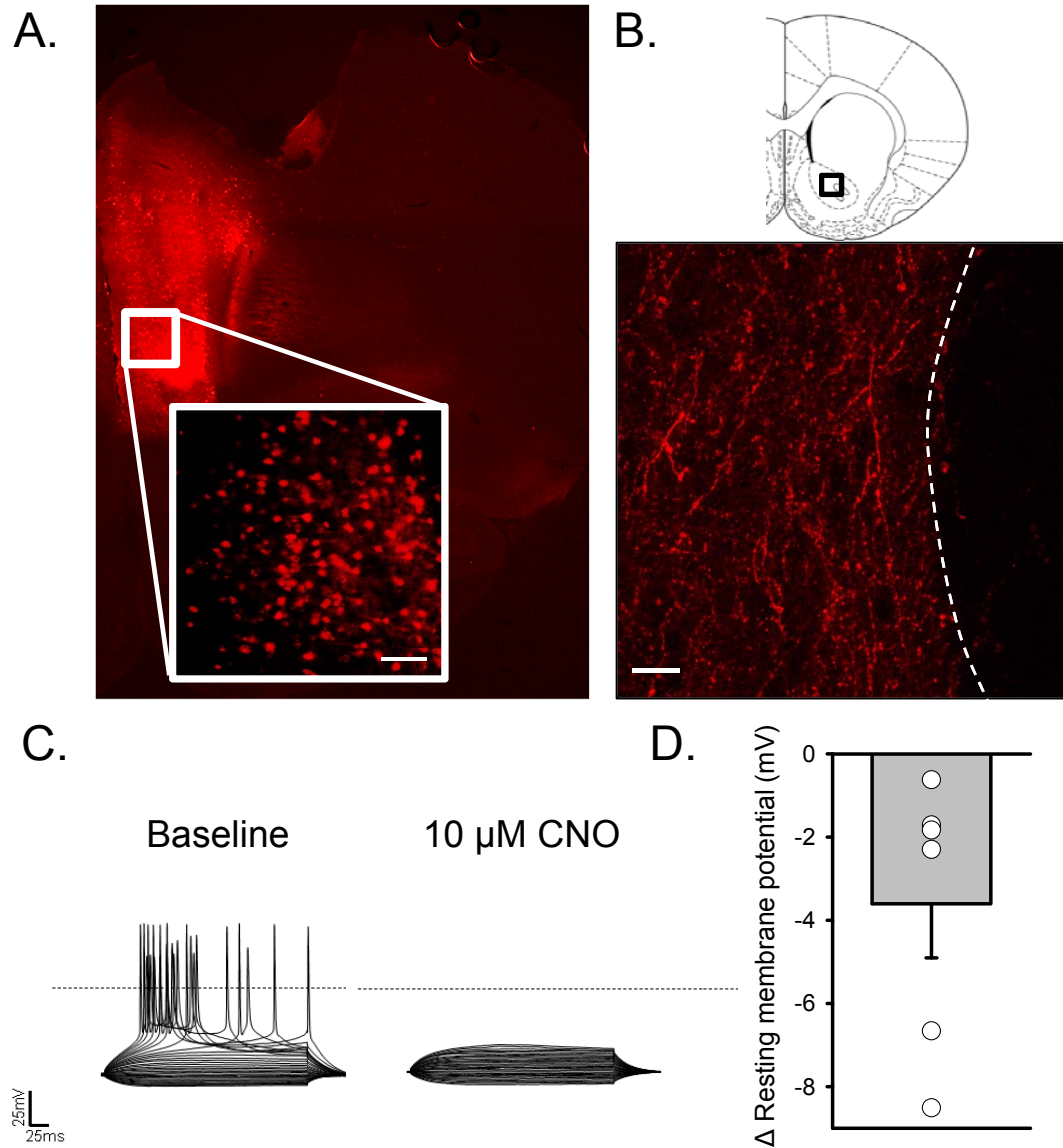 A.
B.
C.
Baseline
10 μM CNO
25mV
25ms
D.
Δ Resting membrane potential (mV)
0
-2
-4
-6
-8